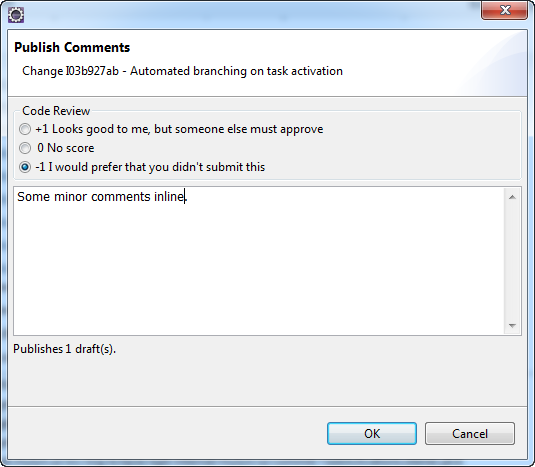 Publish Comments
Change I03b927ab - Automated branching on task activation
Code Review
+1 Looks good to me, but someone else must approve
0 No score
-1 I would prefer that you didn't submit this
Some minor comments inline.
Publishes 1 draft(s).
OK
Cancel